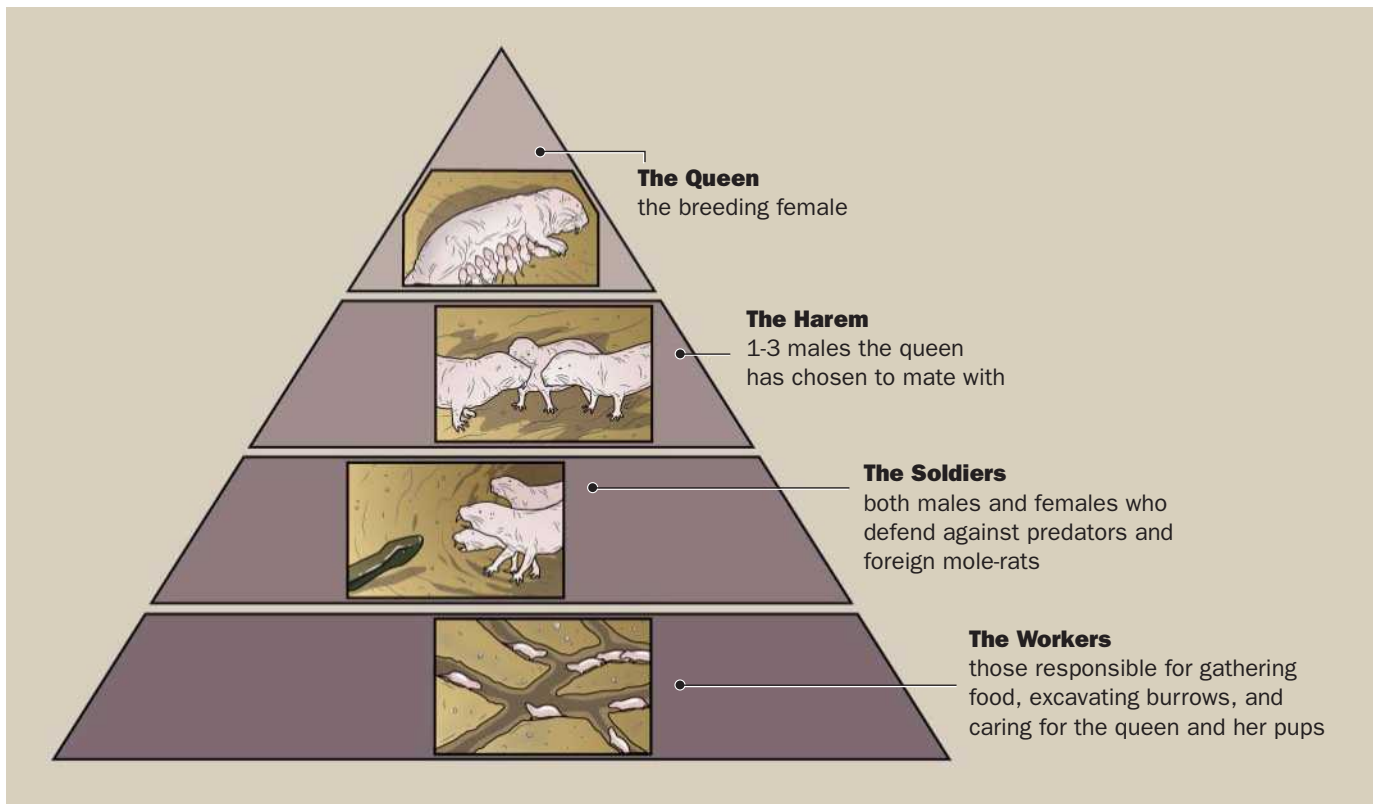 The Queen
the breeding female
The Harem
1-3 males the queen
has chosen to mate with
The Soldiers
both males and females who
defend against predators and
foreign mole-rats
The Workers
those responsible for gathering
food, excavating burrows, and
caring for the queen and her pups